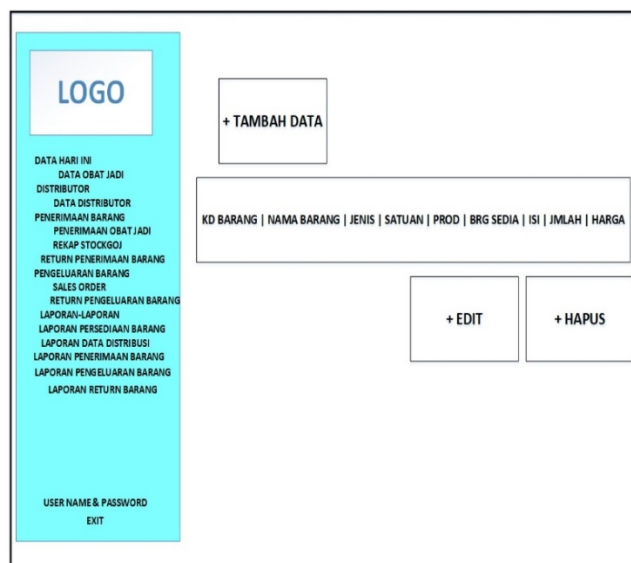 LOGO
DATA HARI INI
DATA OBAT JADI
DISTRIBUTOR
DATA DISTRIBUTOR
PENERIMAAN BARANG
PENERIMAAN OBAT JADI
REKAP STOCKGOJ
RETURN PENERIMAAN BARANG
PENGELUARAN BARANG
SALES ORDER
RETURN PENGELUARAN BARANG
LAPORAN-LAPORAN
LAPORAN PERSEDIAAN BARANG
LAPORAN DATA DISTRIBUSI
LAPORAN PENERIMAAN BARANG
LAPORAN PENGELUARAN BARANG
LAPORAN RETURN BARANG
USER NAME & PASSWORD
EXIT
+ TAMBAH DATA
KD BARANG | NAMA BARANG | JENIS | SATUAN | PROD | BRG SEDIA | ISI | JMLAH | HARGA
+ EDIT
+ HAPUS